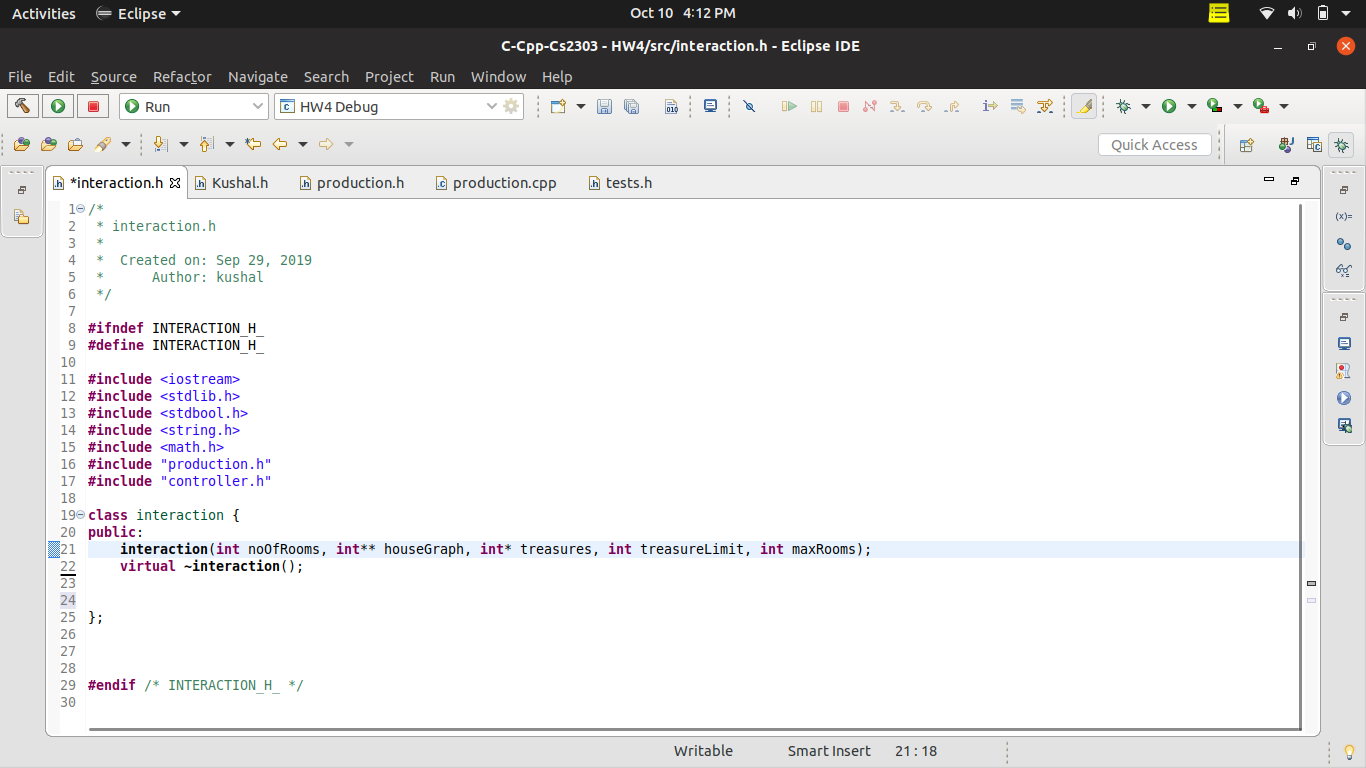 Activities Eclipse Oct 10 4:12 PM
C-Cpp-Cs2303 - HW4/src/interaction.h - Eclipse IDE
File Edit Source Refactor Navigate Search Project Run Window Help
Run HW4 Debug
Quick Access
*interaction.h Kushal.h production.h production.cpp tests.h
1 /*
2  * interaction.h
3  *
4  *  Created on: Sep 29, 2019
5  *      Author: kushal
6  */
7
8 #ifndef INTERACTION_H_
9 #define INTERACTION_H_
10
11 #include <iostream>
12 #include <stdlib.h>
13 #include <stdbool.h>
14 #include <string.h>
15 #include <math.h>
16 #include "production.h"
17 #include "controller.h"
18
19 class interaction {
20 public:
21     interaction(int noOfRooms, int** houseGraph, int* treasures, int treasureLimit, int maxRooms);
22     virtual ~interaction();
23
24
25 };
26
27
28
29 #endif /* INTERACTION_H_ */
30
Writable Smart Insert 21 : 18